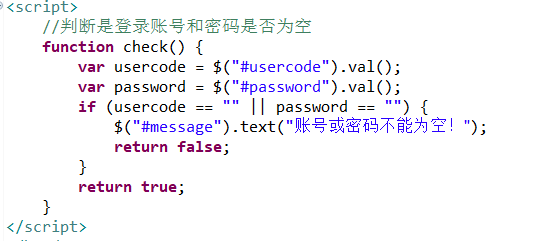 <script>
    //判断是登录账号和密码是否为空
    function check() {
        var usercode = $("#usercode").val();
        var password = $("#password").val();
        if (usercode == "" || password == "") {
            $("#message").text("账号或密码不能为空！");
            return false;
        }
        return true;
    }
</script>